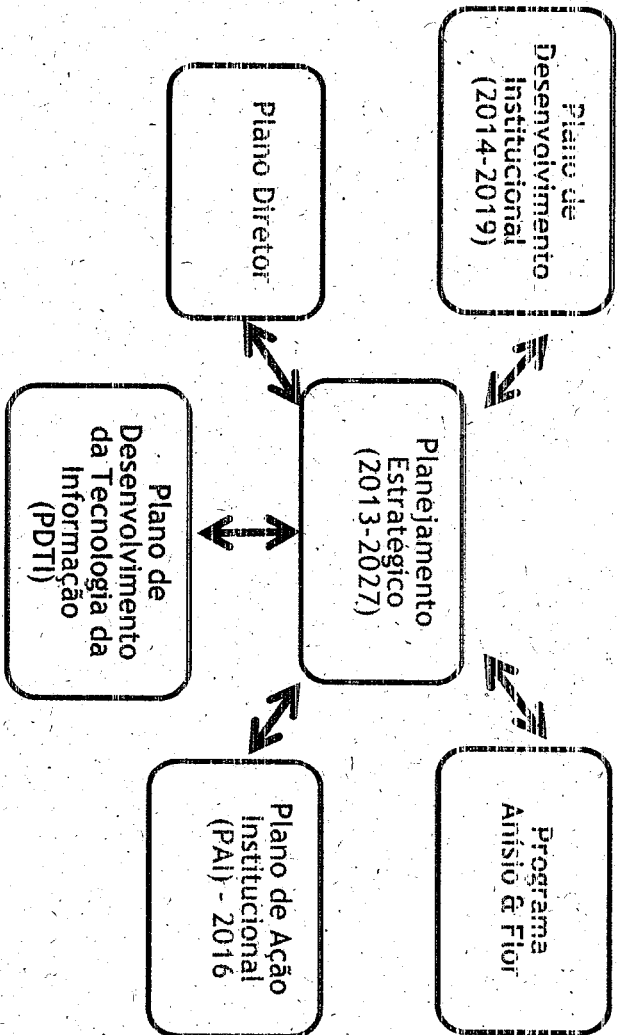 Plano de
Desenvolvimento
Institucional
(2014-2019)
Programa
Anísio & Flor
Planejamento
Estratégico
(2013-2027)
Plano Diretor
Plano de
Desenvolvimento
da Tecnologia da
Informação
(PDTI)
Plano de Ação
Institucional
(PAI) - 2016